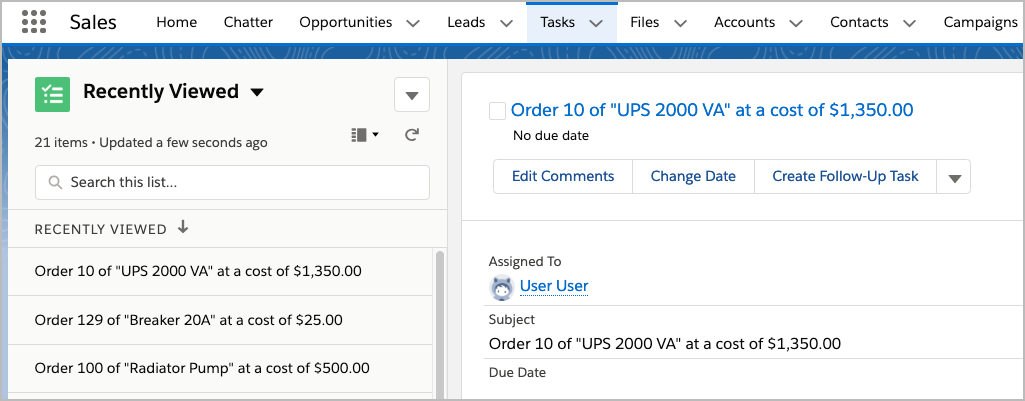 Sales Home Chatter Opportunities Leads Tasks Files Accounts Contacts Campaigns
Recently Viewed
21 items • Updated a few seconds ago
Search this list...
RECENTLY VIEWED
Order 10 of "UPS 2000 VA" at a cost of $1,350.00
Order 129 of "Breaker 20A" at a cost of $25.00
Order 100 of "Radiator Pump" at a cost of $500.00
Order 10 of "UPS 2000 VA" at a cost of $1,350.00
No due date
Edit Comments Change Date Create Follow-Up Task
Assigned To
User User
Subject
Order 10 of "UPS 2000 VA" at a cost of $1,350.00
Due Date